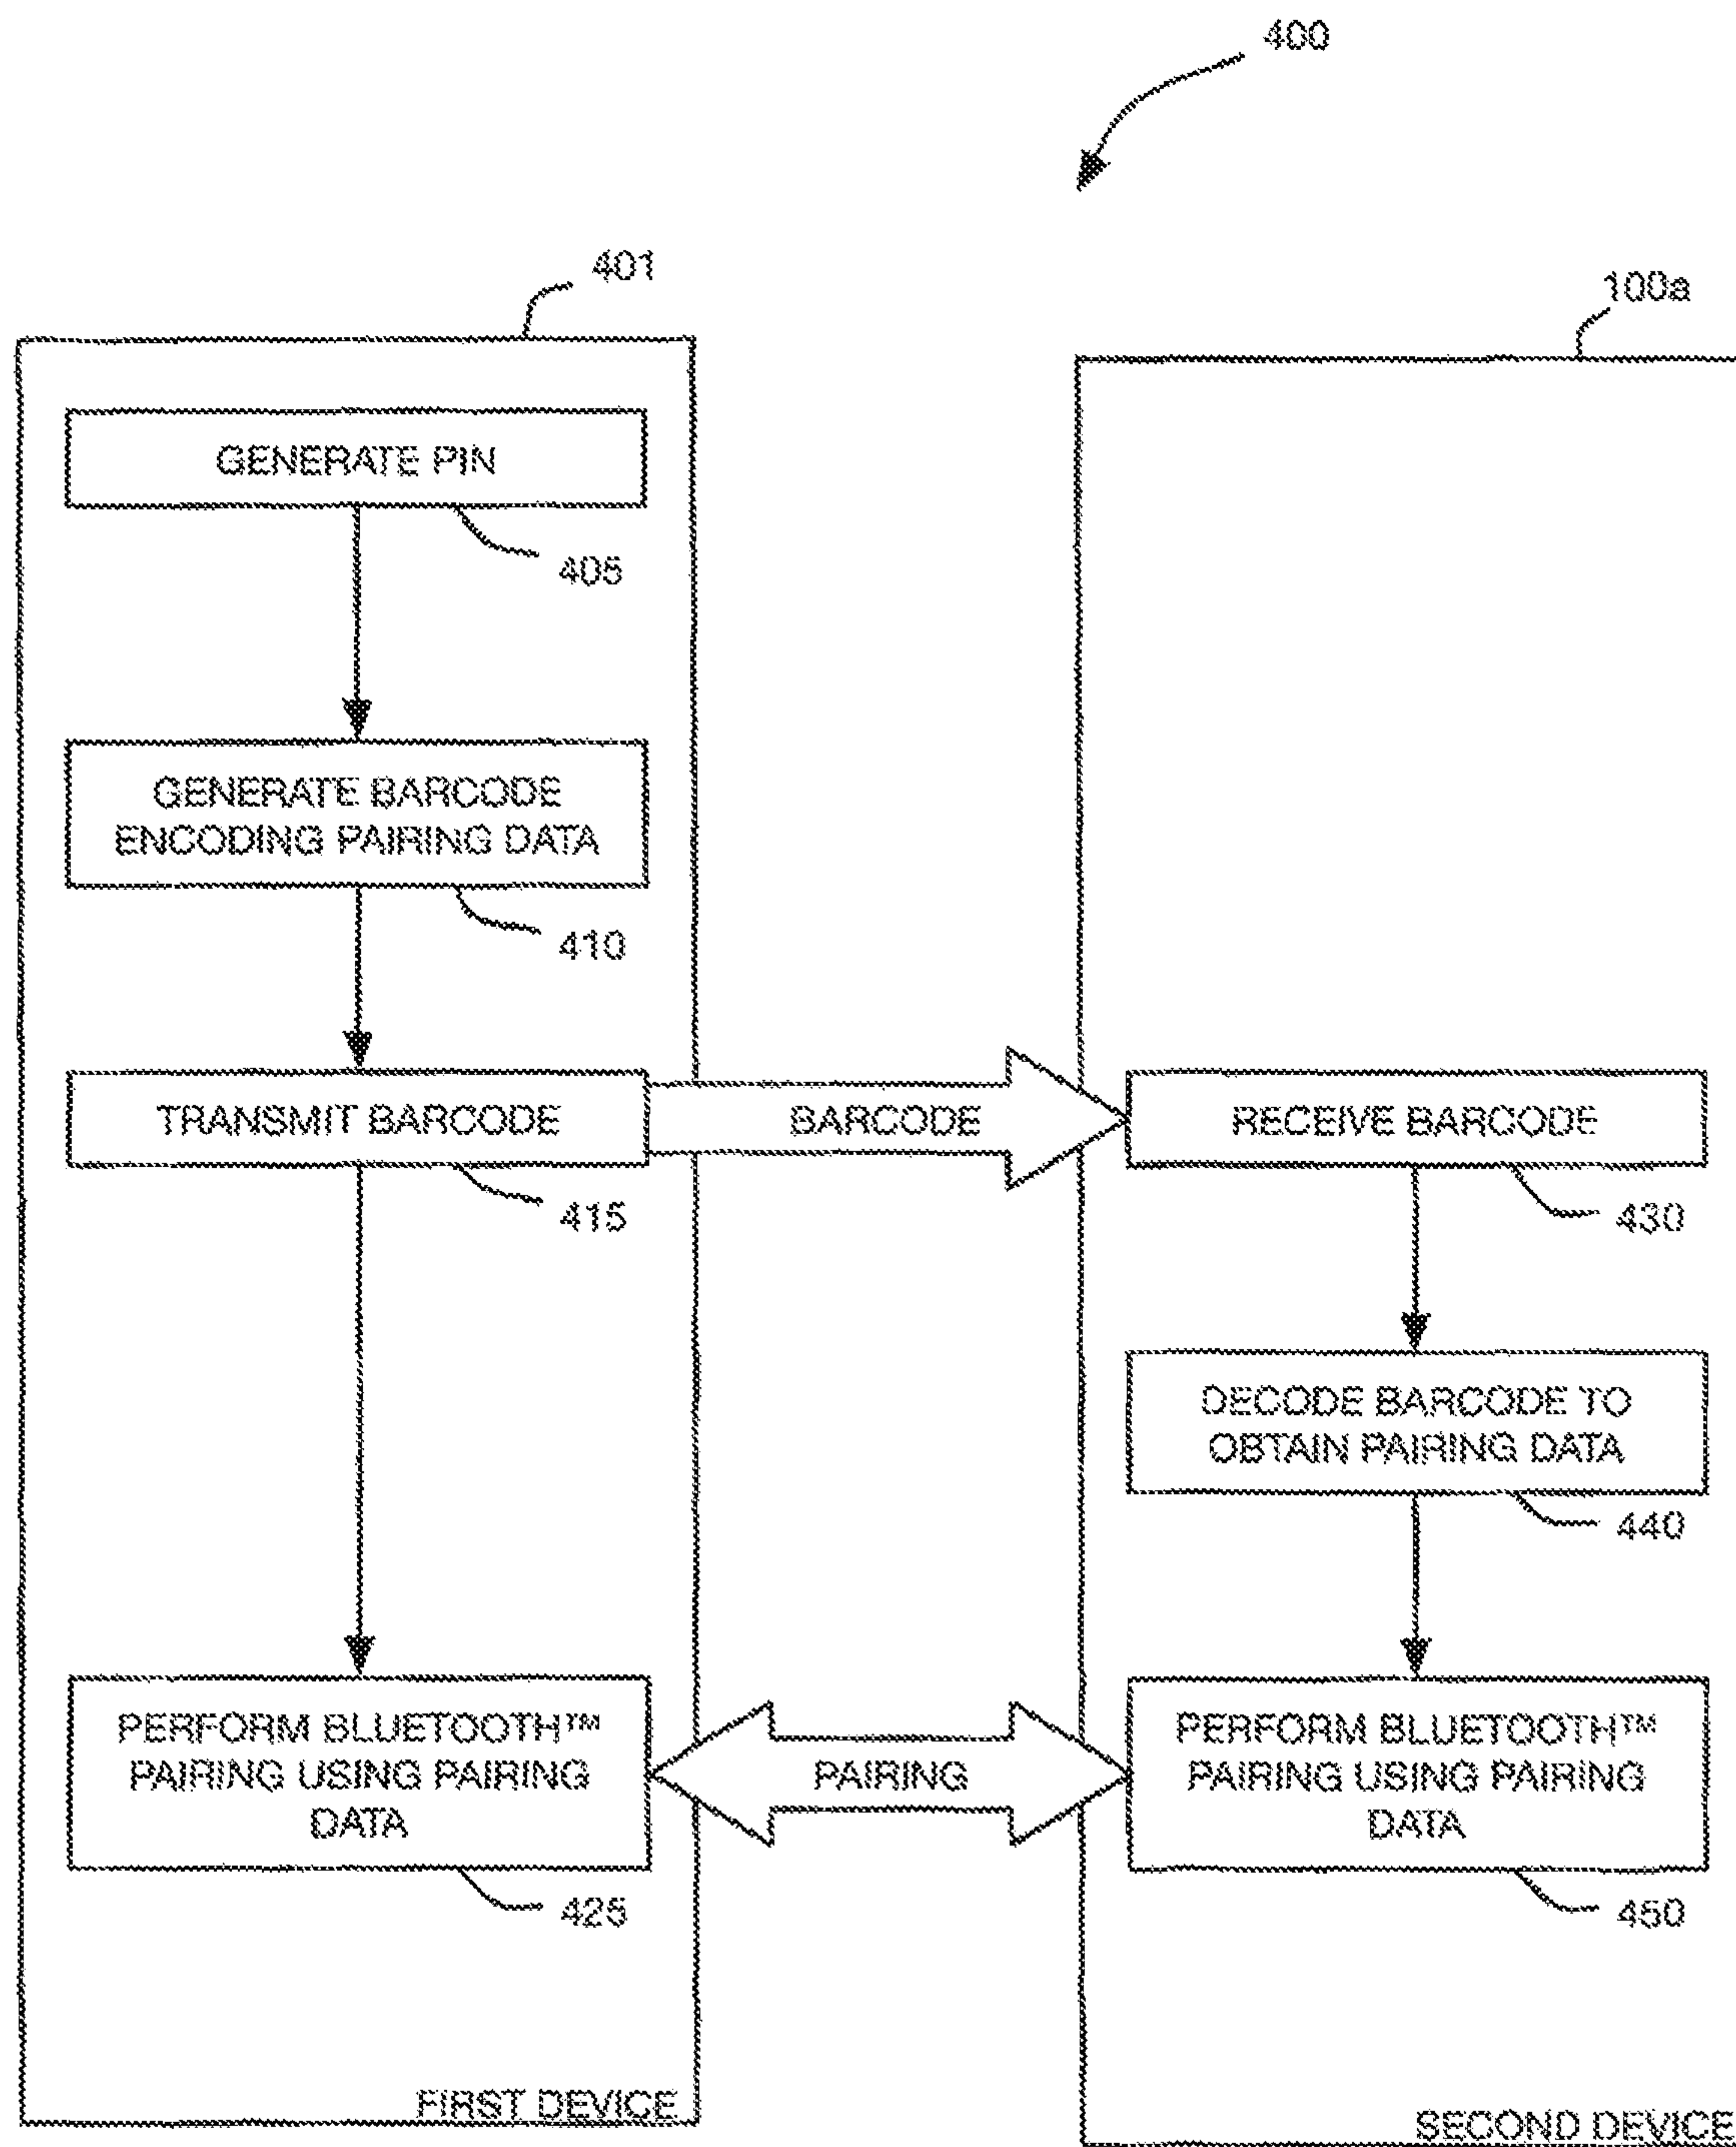 400
401
100a
GENERATE PIN
405
GENERATE BARCODE
ENCODING PAIRING DATA
410
TRANSMIT BARCODE
BARCODE
RECEIVE BARCODE
415
430
DECODE BARCODE TO
OBTAIN PAIRING DATA
440
PERFORM BLUETOOTH™
PAIRING USING PAIRING
DATA
PAIRING
PERFORM BLUETOOTH™
PAIRING USING PAIRING
DATA
425
450
FIRST DEVICE
SECOND DEVICE